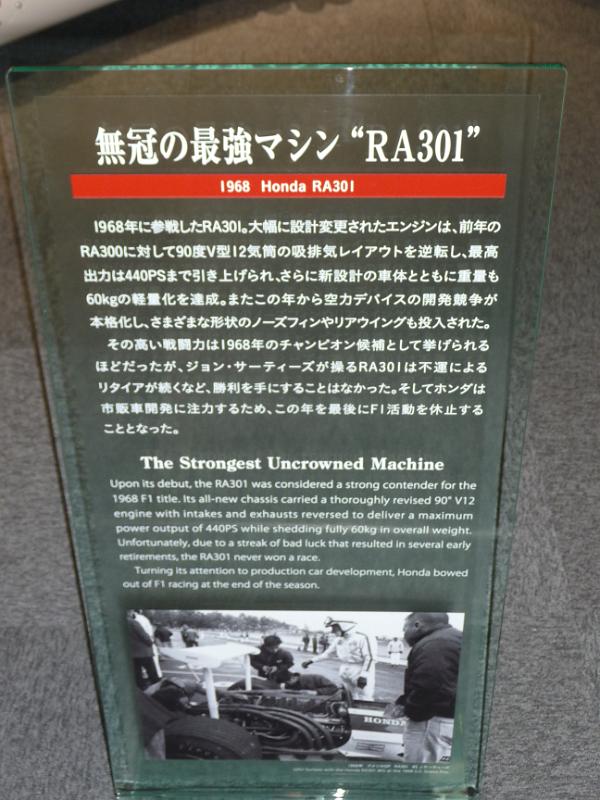 無冠の最強マシン“RA301”
1968 Honda RA301
1968年に参戦したRA301。大幅に設計変更されたエンジンは、前年の
RA300に対して90度V型12気筒の吸排気レイアウトを逆転し、最高
出力は440PSまで引き上げられ、さらに新設計の車体とともに重量も
60kgの軽量化を達成。またこの年から空力デバイスの開発競争が
本格化し、さまざまな形状のノーズフィンやリアウイングも投入された。
その高い戦闘力は1968年のチャンピオン候補として挙げられる
ほどだったが、ジョン・サーティーズが操るRA301は不運による
リタイアが続くなど、勝利を手にすることはなかった。そしてホンダは
市販車開発に注力するため、この年を最後にF1活動を休止する
こととなった。
The Strongest Uncrowned Machine
Upon its debut, the RA301 was considered a strong contender for the
1968 F1 title. Its all-new chassis carried a thoroughly revised 90° V12
engine with intakes and exhausts reversed to deliver a maximum
power output of 440PS while shedding fully 60kg in overall weight.
Unfortunately, due to a streak of bad luck that resulted in several early
retirements, the RA301 never won a race.
Turning its attention to production car development, Honda bowed
out of F1 racing at the end of the season.
HONDA